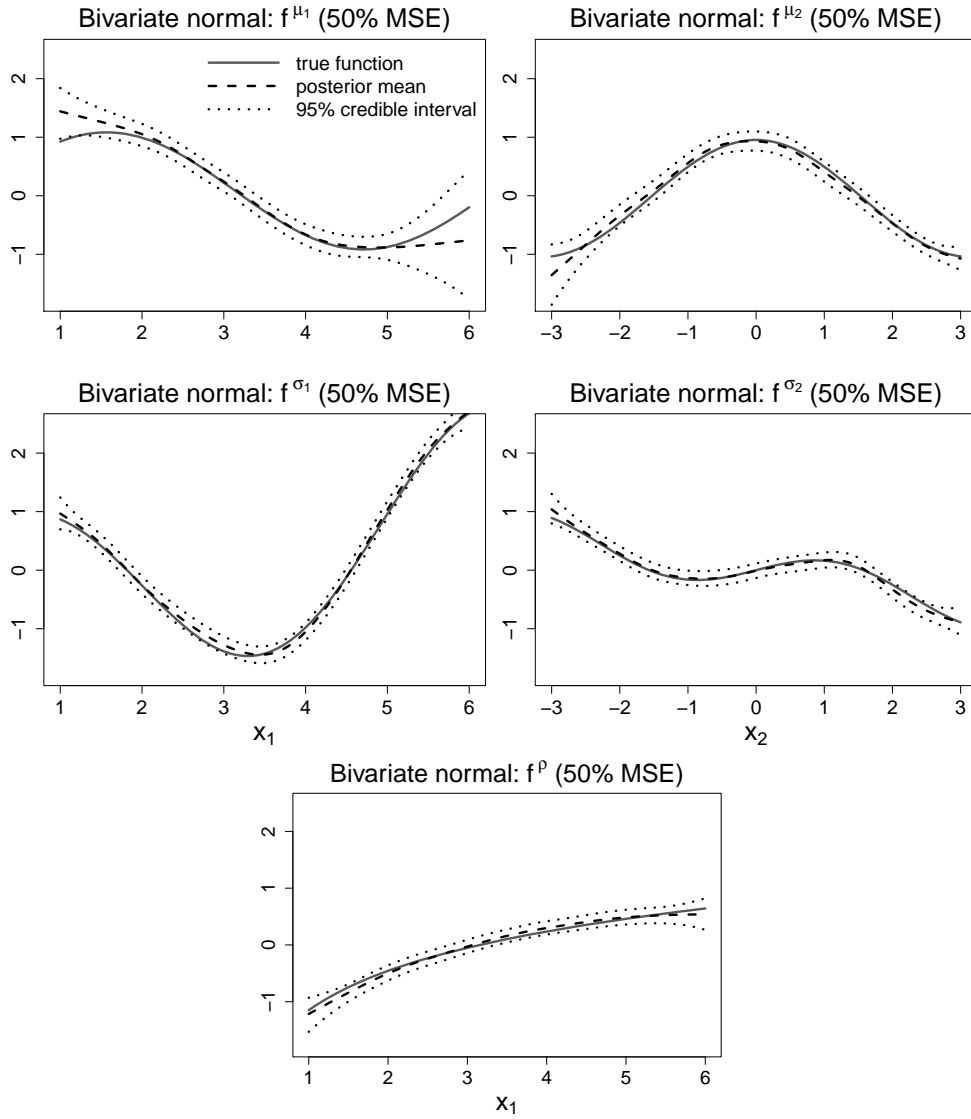 Bivariate normal: f^μ₁ (50% MSE)
true function
posterior mean
95% credible interval
−1 0 1 2
1 2 3 4 5 6
Bivariate normal: f^μ₂ (50% MSE)
−1 0 1 2
−3 −2 −1 0 1 2 3
Bivariate normal: f^σ₁ (50% MSE)
−1 0 1 2
1 2 3 4 5 6
x₁
Bivariate normal: f^σ₂ (50% MSE)
−1 0 1 2
−3 −2 −1 0 1 2 3
x₂
Bivariate normal: f^ρ (50% MSE)
−1 0 1 2
1 2 3 4 5 6
x₁